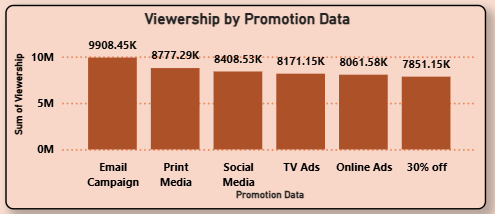 Viewership by Promotion Data
Sum of Viewership
10M
5M
0M
9908.45K
8777.29K
8408.53K
8171.15K
8061.58K
7851.15K
Email
Campaign
Print
Media
Social
Media
TV Ads
Online Ads
30% off
Promotion Data